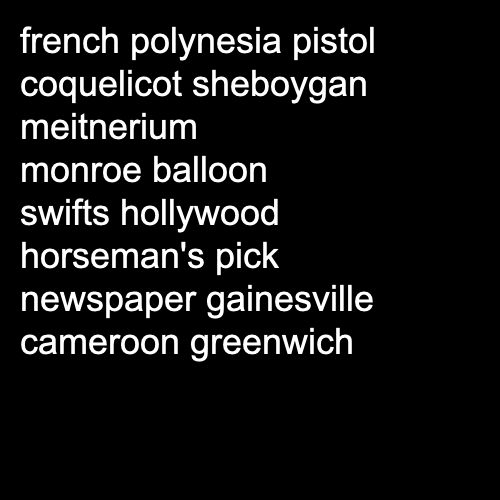 french polynesia pistol
coquelicot sheboygan
meitnerium
monroe balloon
swifts hollywood
horseman's pick
newspaper gainesville
cameroon greenwich